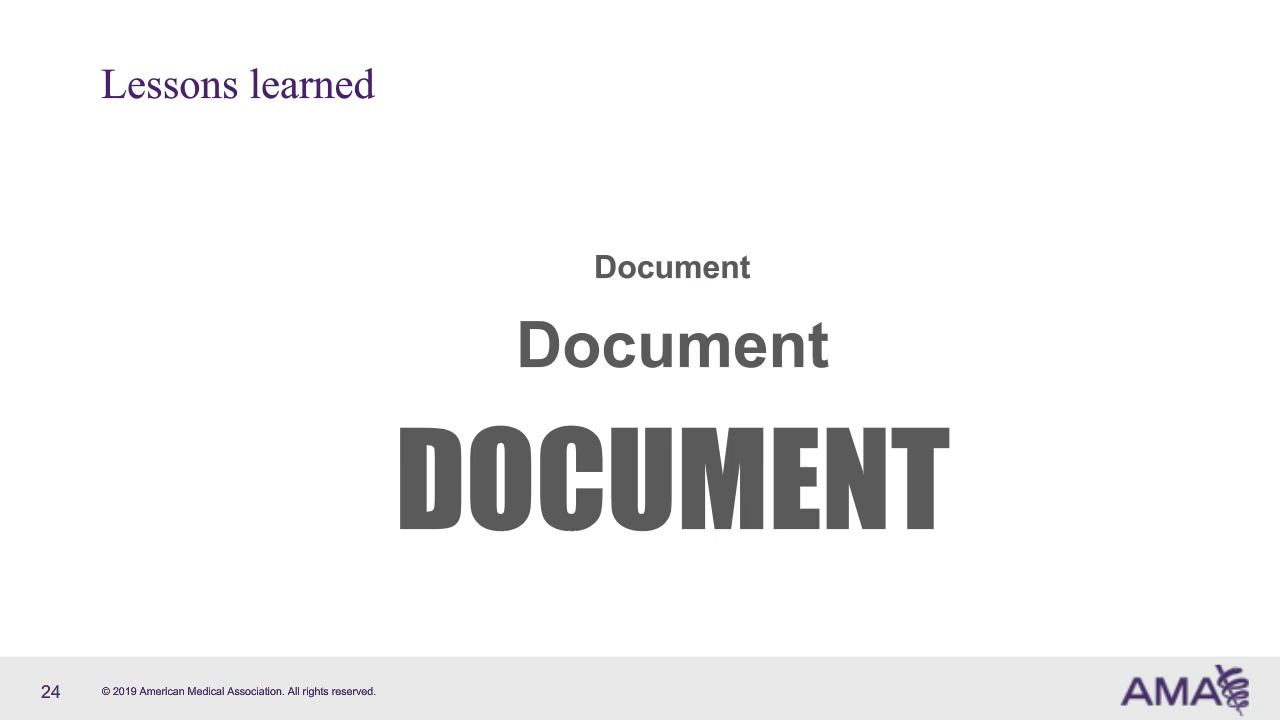 Lessons learned
Document
Document
DOCUMENT
24
© 2019 American Medical Association. All rights reserved.
AMA